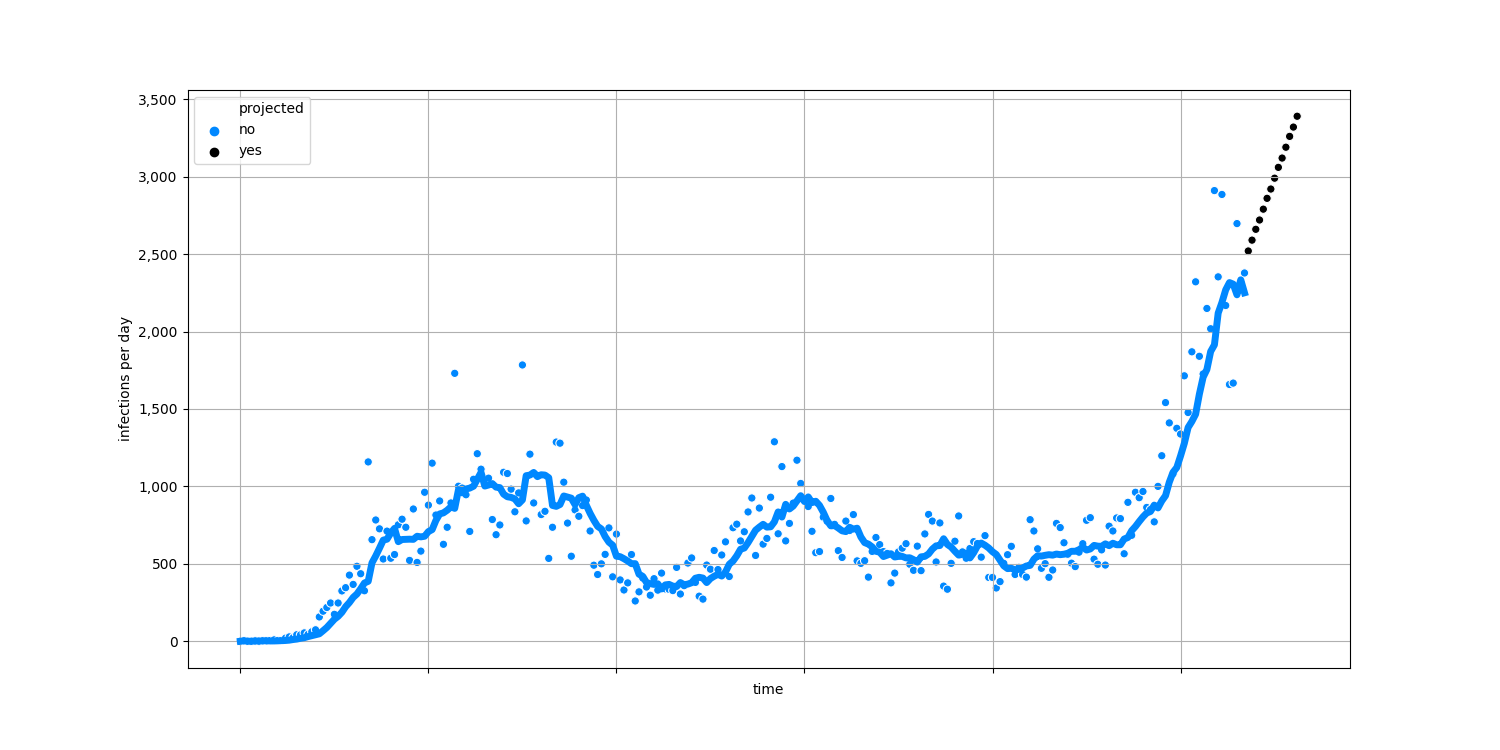 projected
no
yes
3,500
3,000
2,500
2,000
1,500
1,000
500
0
infections per day
time